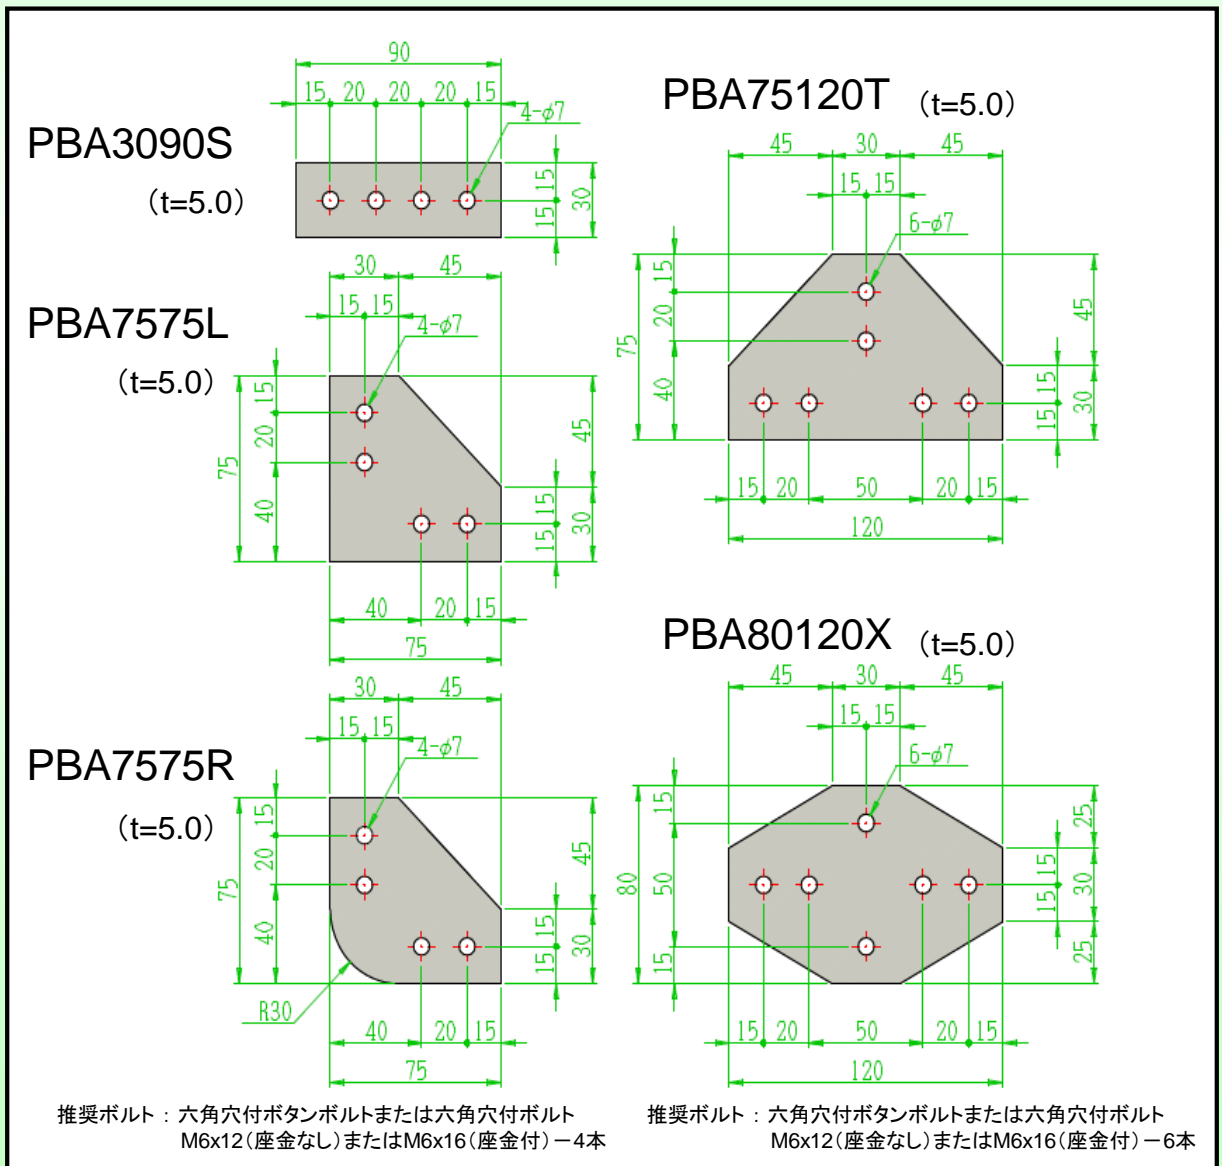 PBA3090S
(t=5.0)
90
15 20 20 20 15
4-φ7
15
15
30
PBA7575L
(t=5.0)
30 45
15 15
4-φ7
15
20
40
75
45
15
15
30
40 20 15
75
PBA7575R
(t=5.0)
30 45
15 15
4-φ7
15
20
40
75
45
15
15
30
R30
40 20 15
75
推奨ボルト：六角穴付ボタンボルトまたは六角穴付ボルト
M6x12(座金なし)またはM6x16(座金付)－4本
PBA75120T (t=5.0)
45 30 45
15 15
6-φ7
15
20
40
75
45
15
15
30
15 20 50 20 15
120
PBA80120X (t=5.0)
45 30 45
15 15
6-φ7
15
50
15
80
25
15
15
30
25
15 20 50 20 15
120
推奨ボルト：六角穴付ボタンボルトまたは六角穴付ボルト
M6x12(座金なし)またはM6x16(座金付)－6本